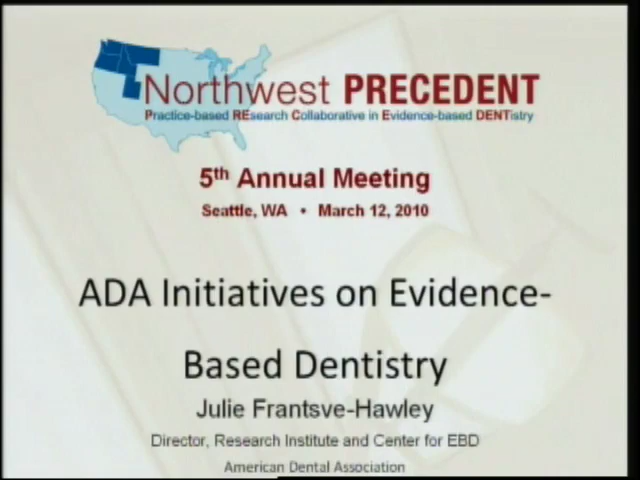 Northwest PRECEDENT
Practice-based REsearch Collaborative in Evidence-based DENTistry
5th Annual Meeting
Seattle, WA • March 12, 2010
ADA Initiatives on Evidence-
Based Dentistry
Julie Frantsve-Hawley
Director, Research Institute and Center for EBD
American Dental Association